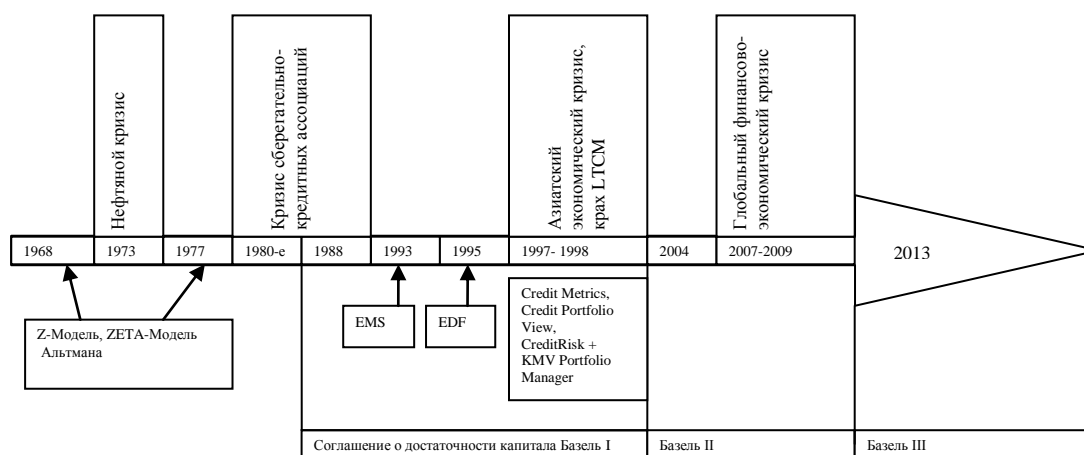 Нефтяной кризис
Кризис сберегательно-
кредитных ассоциаций
Азиатский
экономический кризис,
крах LTCM
Глобальный финансово-
экономический кризис
1968
1973
1977
1980-е
1988
1993
1995
1997- 1998
2004
2007-2009
2013
Z-Модель, ZETA-Модель
Альтмана
EMS
EDF
Credit Metrics,
Credit Portfolio
View,
CreditRisk +
KMV Portfolio
Manager
Соглашение о достаточности капитала Базель I
Базель II
Базель III